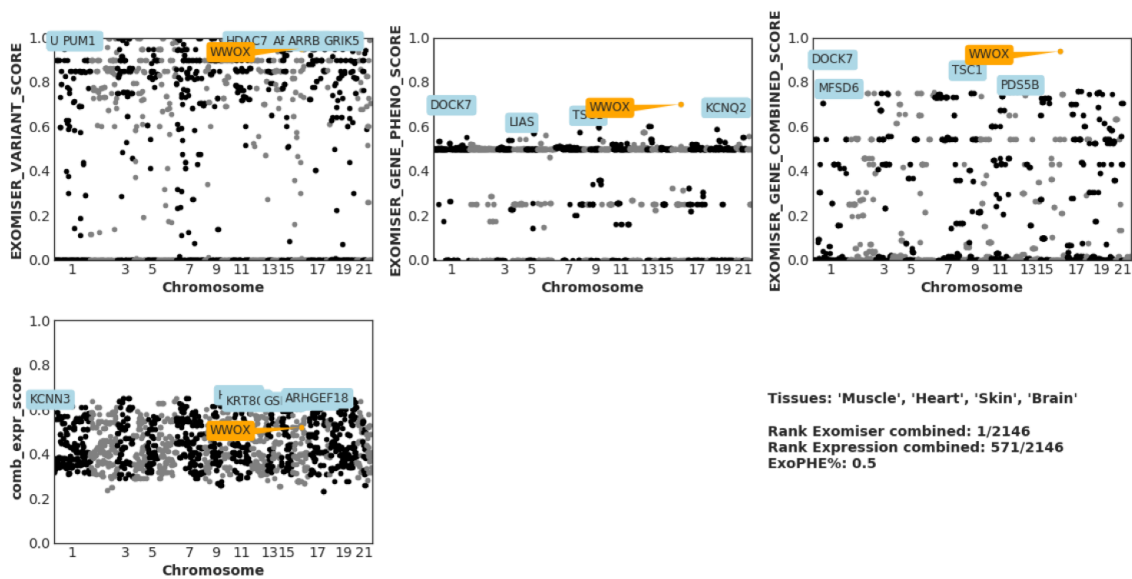 EXOMISER_VARIANT_SCORE
1.0
0.8
0.6
0.4
0.2
0.0
U PUM1
HDAC7
ARRB
GRIK5
WWOX
1 3 5 7 9 11 13 15 17 19 21
Chromosome
EXOMISER_GENE_PHENO_SCORE
1.0
0.8
0.6
0.4
0.2
0.0
DOCK7
LIAS
WWOX
KCNQ2
1 3 5 7 9 11 13 15 17 19 21
Chromosome
EXOMISER_GENE_COMBINED_SCORE
1.0
0.8
0.6
0.4
0.2
0.0
DOCK7
MFSD6
WWOX
TSC1
PDS5B
1 3 5 7 9 11 13 15 17 19 21
Chromosome
comb_expr_score
1.0
0.8
0.6
0.4
0.2
0.0
KCNN3
ARHGEF18
WWOX
1 3 5 7 9 11 13 15 17 19 21
Chromosome
Tissues: 'Muscle', 'Heart', 'Skin', 'Brain'
Rank Exomiser combined: 1/2146
Rank Expression combined: 571/2146
ExoPHE%: 0.5